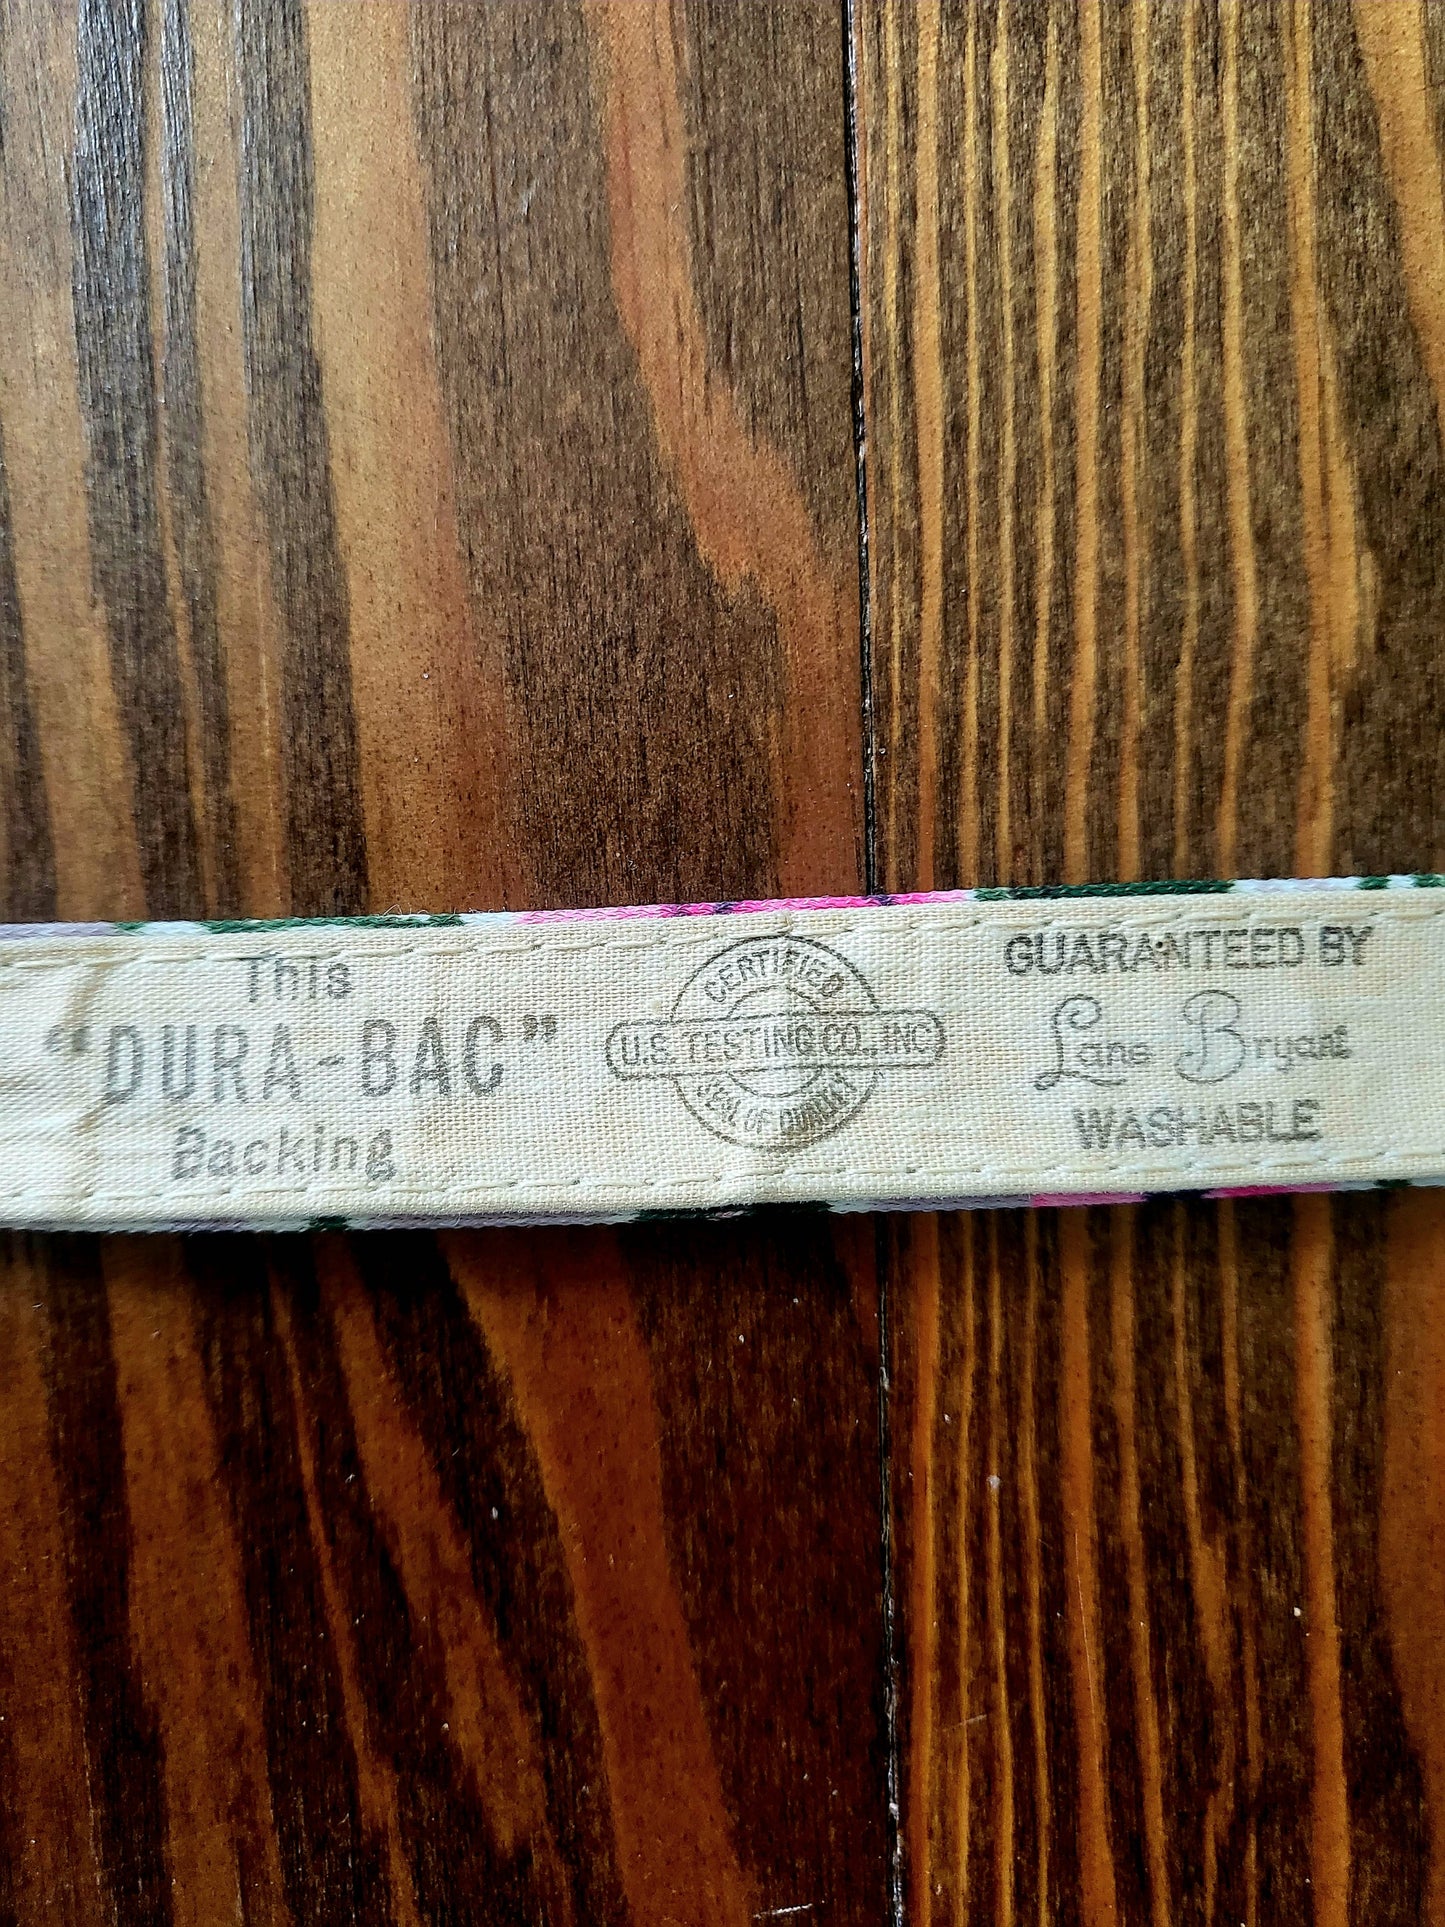 This
"DURA-BAC"
Backing
CERTIFIED
U.S. TESTING CO., INC
SEAL OF QUALITY
GUARANTEED BY
Lane Bryant
WASHABLE